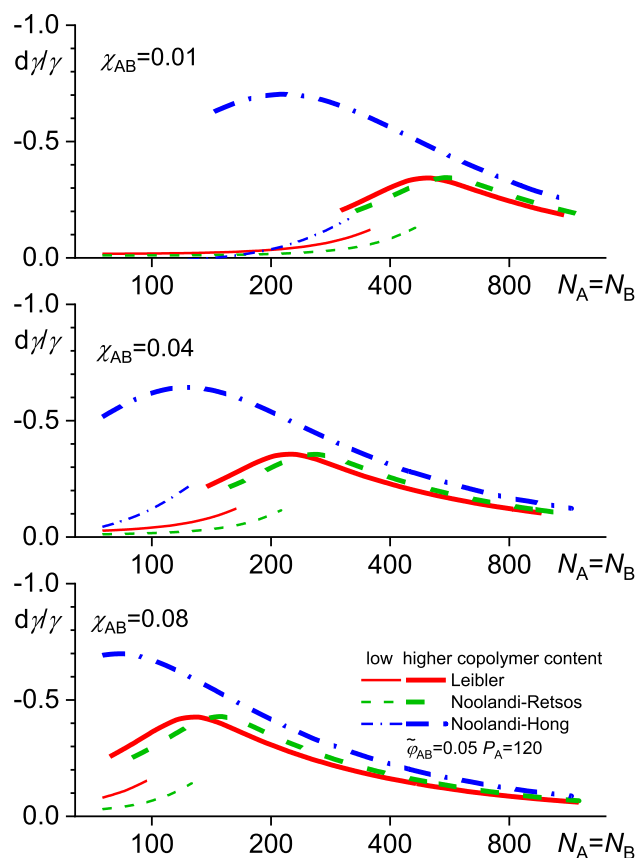 -1.0
dγ/γ
χAB=0.01
-0.5
0.0
100 200 400 800 NA=NB
-1.0
dγ/γ
χAB=0.04
-0.5
0.0
100 200 400 800 NA=NB
-1.0
dγ/γ
χAB=0.08
low higher copolymer content
Leibler
-0.5
Noolandi-Retsos
Noolandi-Hong
φ̃AB=0.05 PA=120
0.0
100 200 400 800 NA=NB